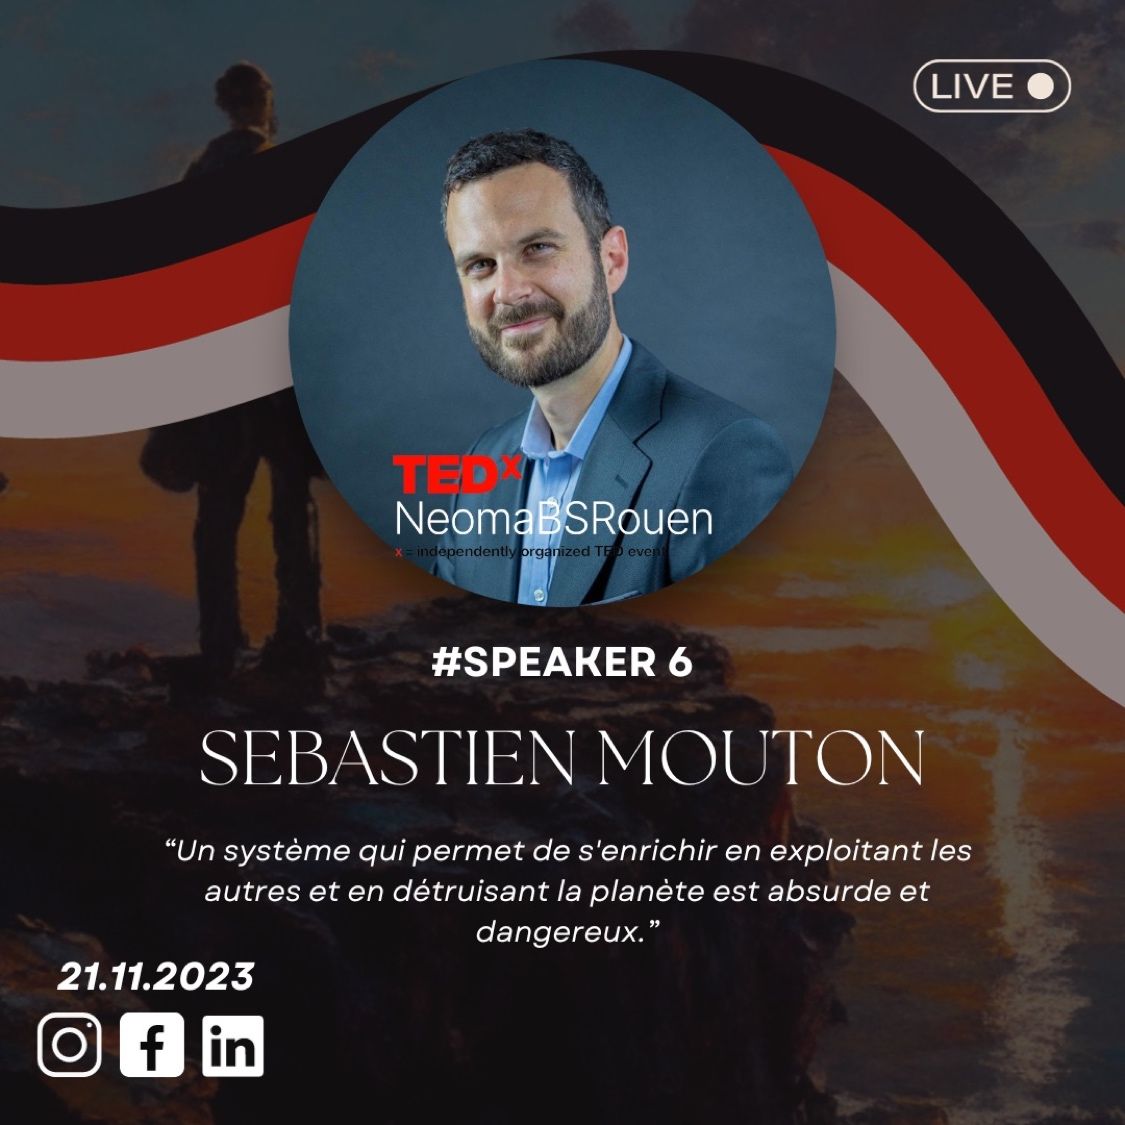 LIVE
TEDx
NeomaBSRouen
x = independently organized TED event
#SPEAKER 6
SEBASTIEN MOUTON
“Un système qui permet de s'enrichir en exploitant les
autres et en détruisant la planète est absurde et
dangereux.”
21.11.2023
f
in